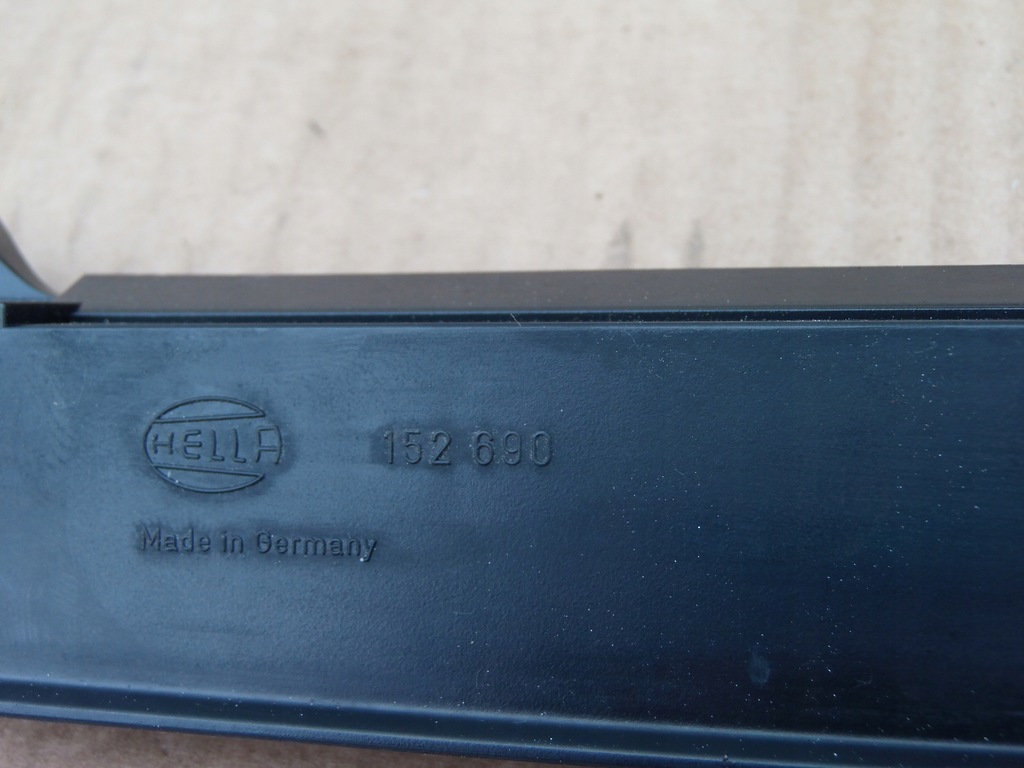 HELLA 152 690
Made in Germany